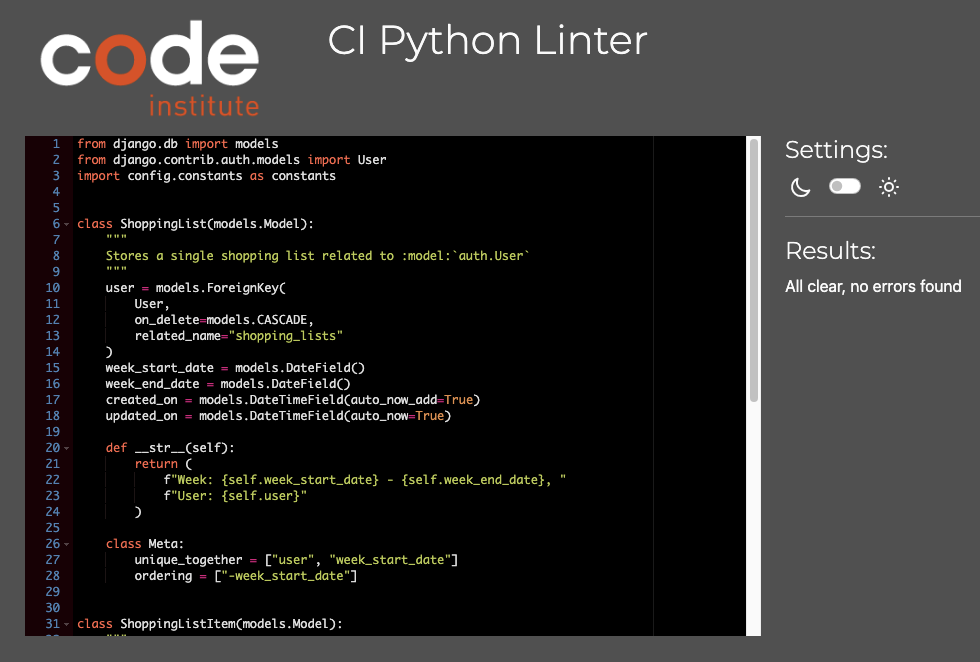 code
institute
CI Python Linter
1 from django.db import models
2 from django.contrib.auth.models import User
3 import config.constants as constants
4
5
6 class ShoppingList(models.Model):
7     """
8     Stores a single shopping list related to :model:`auth.User`
9     """
10     user = models.ForeignKey(
11         User,
12         on_delete=models.CASCADE,
13         related_name="shopping_lists"
14     )
15     week_start_date = models.DateField()
16     week_end_date = models.DateField()
17     created_on = models.DateTimeField(auto_now_add=True)
18     updated_on = models.DateTimeField(auto_now=True)
19
20     def __str__(self):
21         return (
22             f"Week: {self.week_start_date} - {self.week_end_date}, "
23             f"User: {self.user}"
24         )
25
26     class Meta:
27         unique_together = ["user", "week_start_date"]
28         ordering = ["-week_start_date"]
29
30
31 class ShoppingListItem(models.Model):
Settings:
Results:
All clear, no errors found